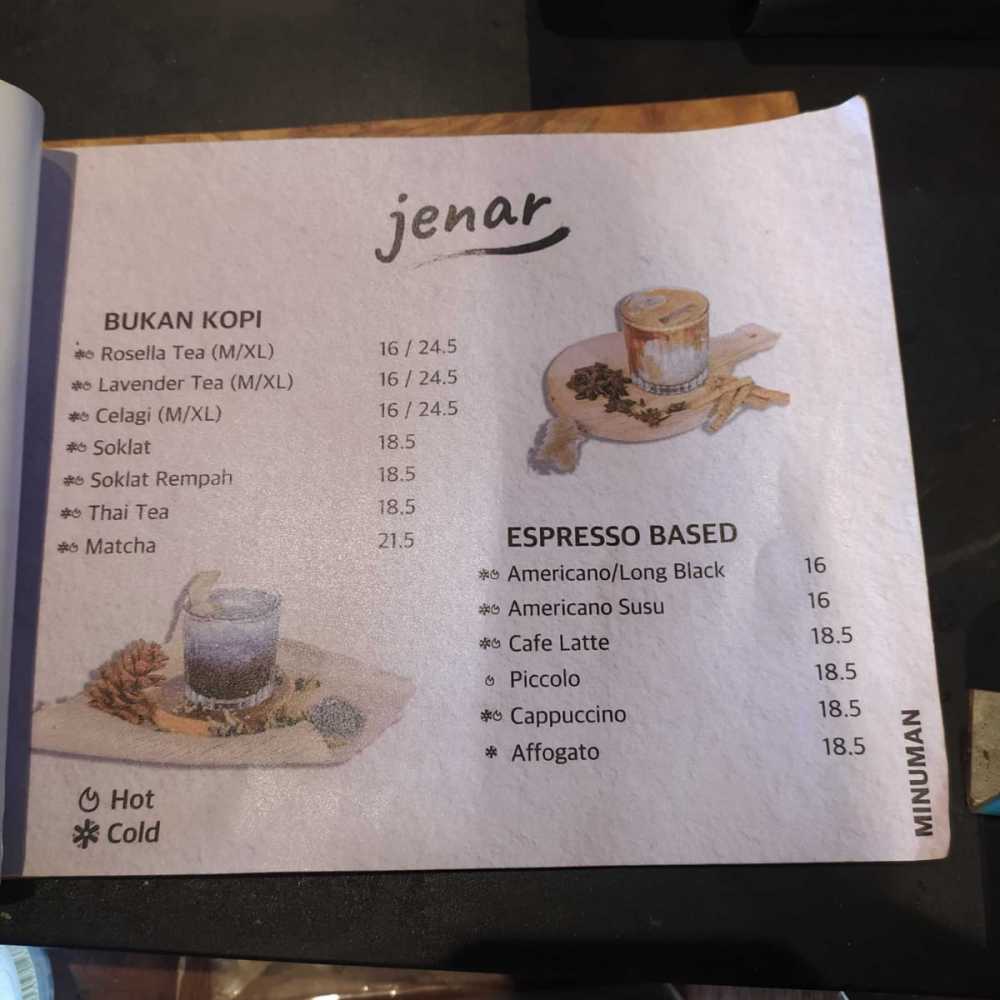 jenar
BUKAN KOPI
Rosella Tea (M/XL) 16 / 24.5
Lavender Tea (M/XL) 16 / 24.5
Celagi (M/XL) 16 / 24.5
Soklat 18.5
Soklat Rempah 18.5
Thai Tea 18.5
Matcha 21.5
ESPRESSO BASED
Americano/Long Black 16
Americano Susu 16
Cafe Latte 18.5
Piccolo 18.5
Cappuccino 18.5
Affogato 18.5
Hot
Cold
MINUMAN